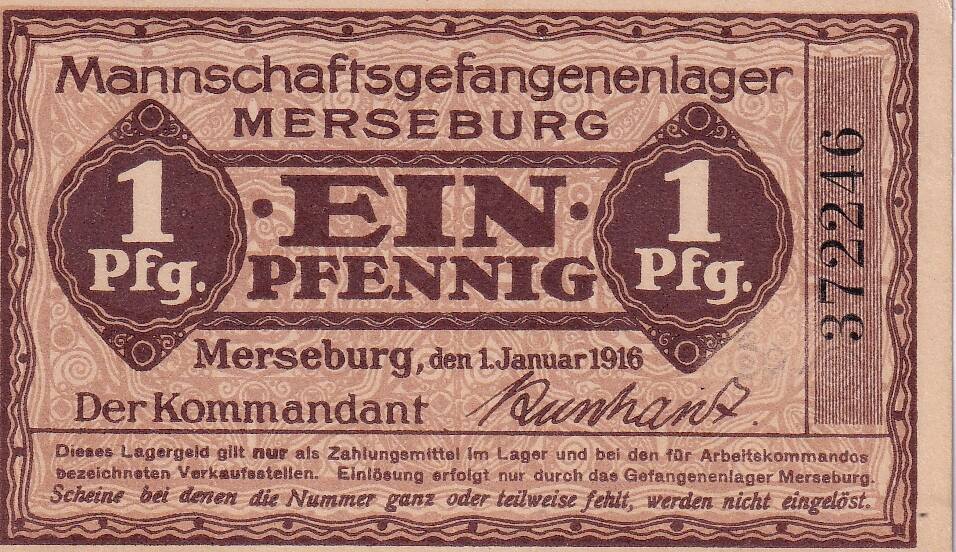 Mannschaftsgefangenenlager
MERSEBURG
1 Pfg.
· EIN ·
PFENNIG
1 Pfg.
Merseburg, den 1. Januar 1916
Der Kommandant
372246
Dieses Lagergeld gilt nur als Zahlungsmittel im Lager und bei den für Arbeitskommandos
bezeichneten Verkaufsstellen. Einlösung erfolgt nur durch das Gefangenenlager Merseburg.
Scheine bei denen die Nummer ganz oder teilweise fehlt, werden nicht eingelöst.